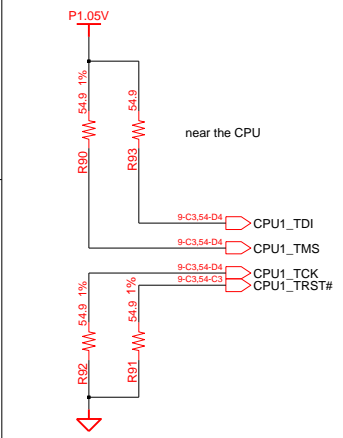 P1.05V
54.9 1%
54.9
R90
R93
near the CPU
9-C3,54-D4
CPU1_TDI
9-C3,54-D4
CPU1_TMS
9-C3,54-D4
CPU1_TCK
9-C3,54-C3
CPU1_TRST#
54.9 1%
54.9 1%
R92
R91